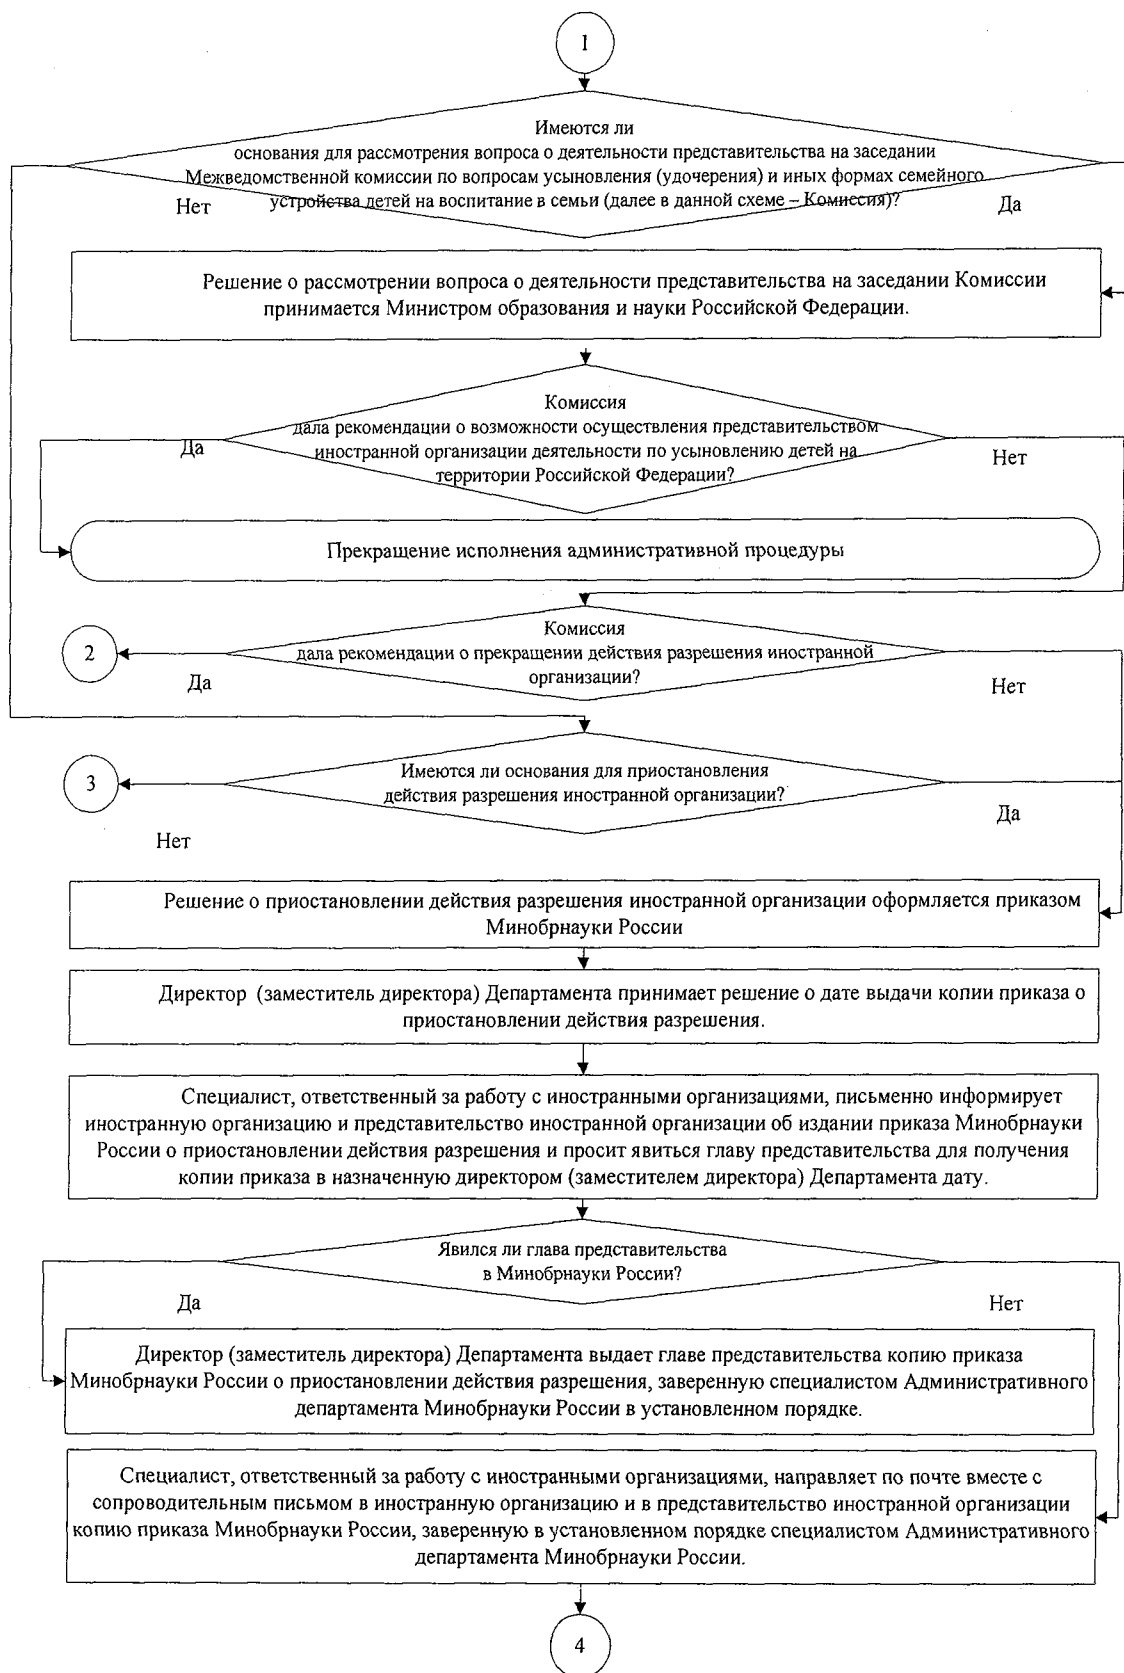 1
Имеются ли
основания для рассмотрения вопроса о деятельности представительства на заседании
Межведомственной комиссии по вопросам усыновления (удочерения) и иных формах семейного
устройства детей на воспитание в семьи (далее в данной схеме – Комиссия)?
Нет
Да
Решение о рассмотрении вопроса о деятельности представительства на заседании Комиссии
принимается Министром образования и науки Российской Федерации.
Комиссия
дала рекомендации о возможности осуществления представительством
иностранной организации деятельности по усыновлению детей на
территории Российской Федерации?
Да
Нет
Прекращение исполнения административной процедуры
Комиссия
дала рекомендации о прекращении действия разрешения иностранной
организации?
2
Да
Нет
Имеются ли основания для приостановления
действия разрешения иностранной организации?
3
Да
Нет
Решение о приостановлении действия разрешения иностранной организации оформляется приказом
Минобрнауки России
Директор (заместитель директора) Департамента принимает решение о дате выдачи копии приказа о
приостановлении действия разрешения.
Специалист, ответственный за работу с иностранными организациями, письменно информирует
иностранную организацию и представительство иностранной организации об издании приказа Минобрнауки
России о приостановлении действия разрешения и просит явиться главу представительства для получения
копии приказа в назначенную директором (заместителем директора) Департамента дату.
Явился ли глава представительства
в Минобрнауки России?
Да
Нет
Директор (заместитель директора) Департамента выдает главе представительства копию приказа
Минобрнауки России о приостановлении действия разрешения, заверенную специалистом Административного
департамента Минобрнауки России в установленном порядке.
Специалист, ответственный за работу с иностранными организациями, направляет по почте вместе с
сопроводительным письмом в иностранную организацию и в представительство иностранной организации
копию приказа Минобрнауки России, заверенную в установленном порядке специалистом Административного
департамента Минобрнауки России.
4